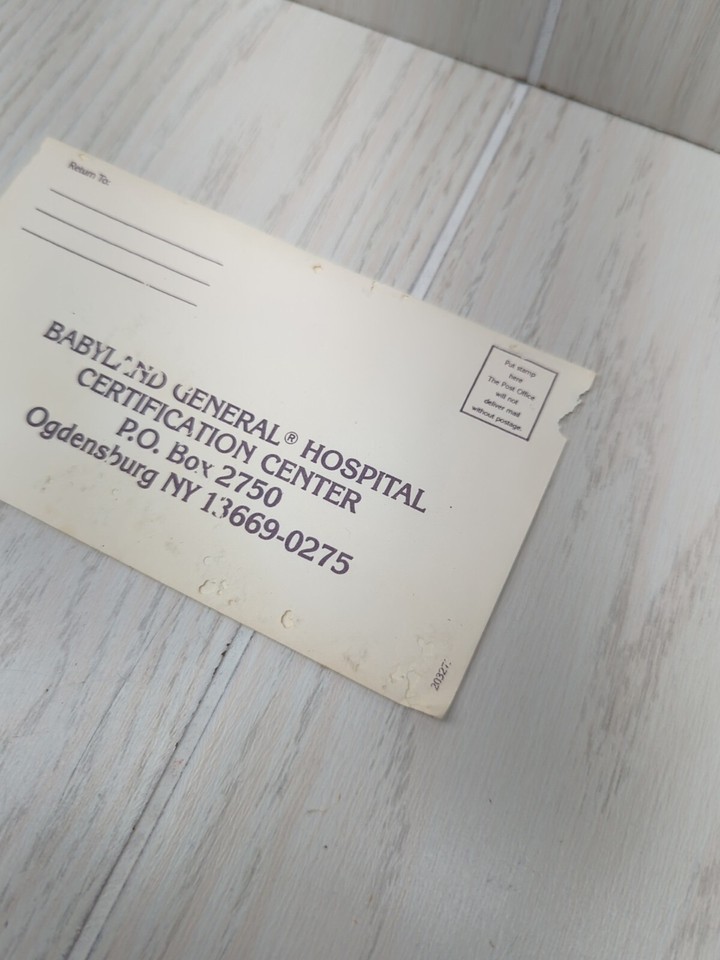 Return To:
Put stamp
here
The Post Office
will not
deliver mail
without postage.
BABYLAND GENERAL® HOSPITAL
CERTIFICATION CENTER
P.O. Box 2750
Ogdensburg NY 13669-0275
20327.